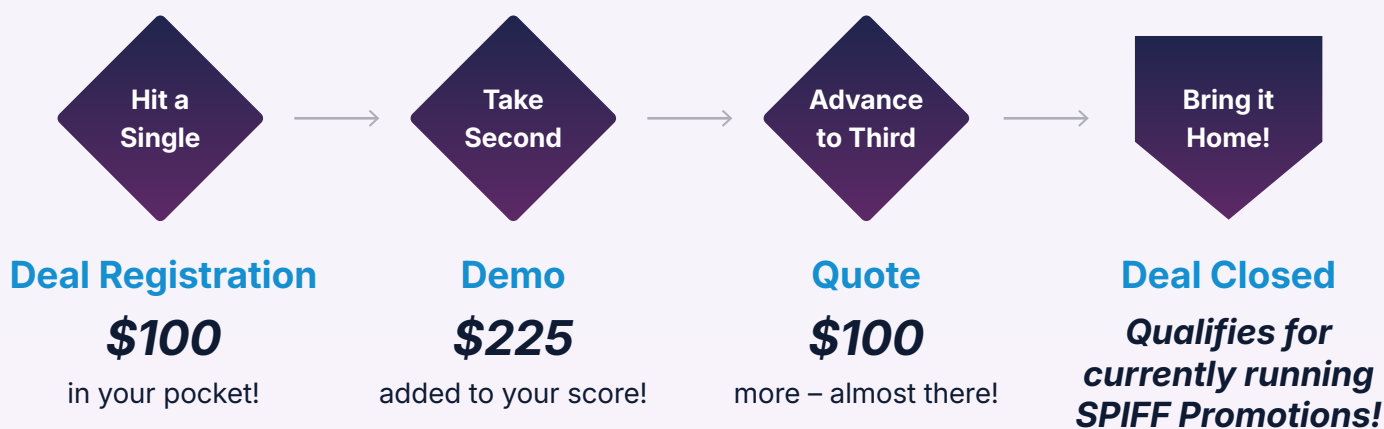 Hit a
Single
Take
Second
Advance
to Third
Bring it
Home!
Deal Registration
$100
in your pocket!
Demo
$225
added to your score!
Quote
$100
more – almost there!
Deal Closed
Qualifies for
currently running
SPIFF Promotions!